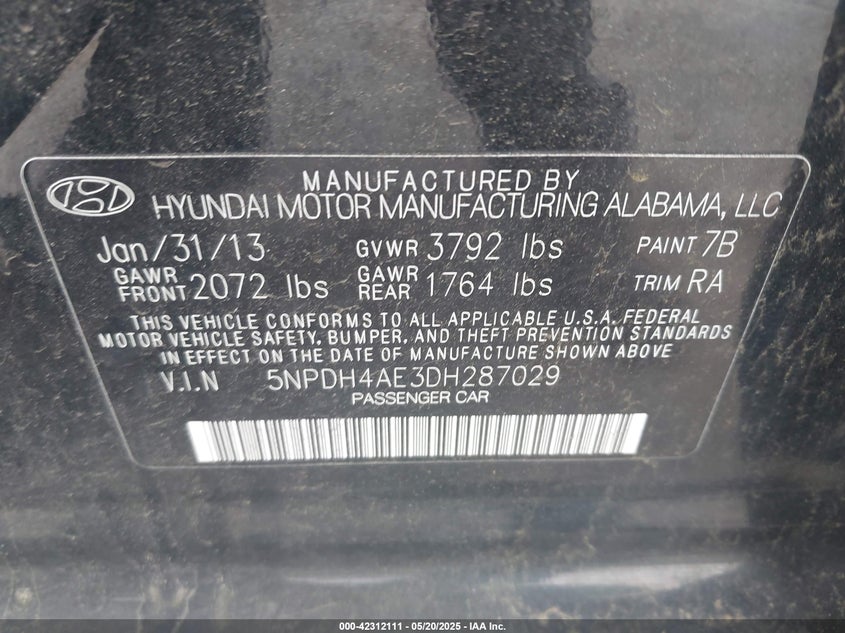 MANUFACTURED BY
HYUNDAI MOTOR MANUFACTURING ALABAMA, LLC
Jan/31/13 GVWR 3792 lbs PAINT 7B
GAWR FRONT 2072 lbs GAWR REAR 1764 lbs TRIM RA
THIS VEHICLE CONFORMS TO ALL APPLICABLE U.S.A. FEDERAL
MOTOR VEHICLE SAFETY, BUMPER, AND THEFT PREVENTION STANDARDS
IN EFFECT ON THE DATE OF MANUFACTURE SHOWN ABOVE
V.I.N 5NPDH4AE3DH287029
PASSENGER CAR
000-42312111 - 05/20/2025 - IAA Inc.